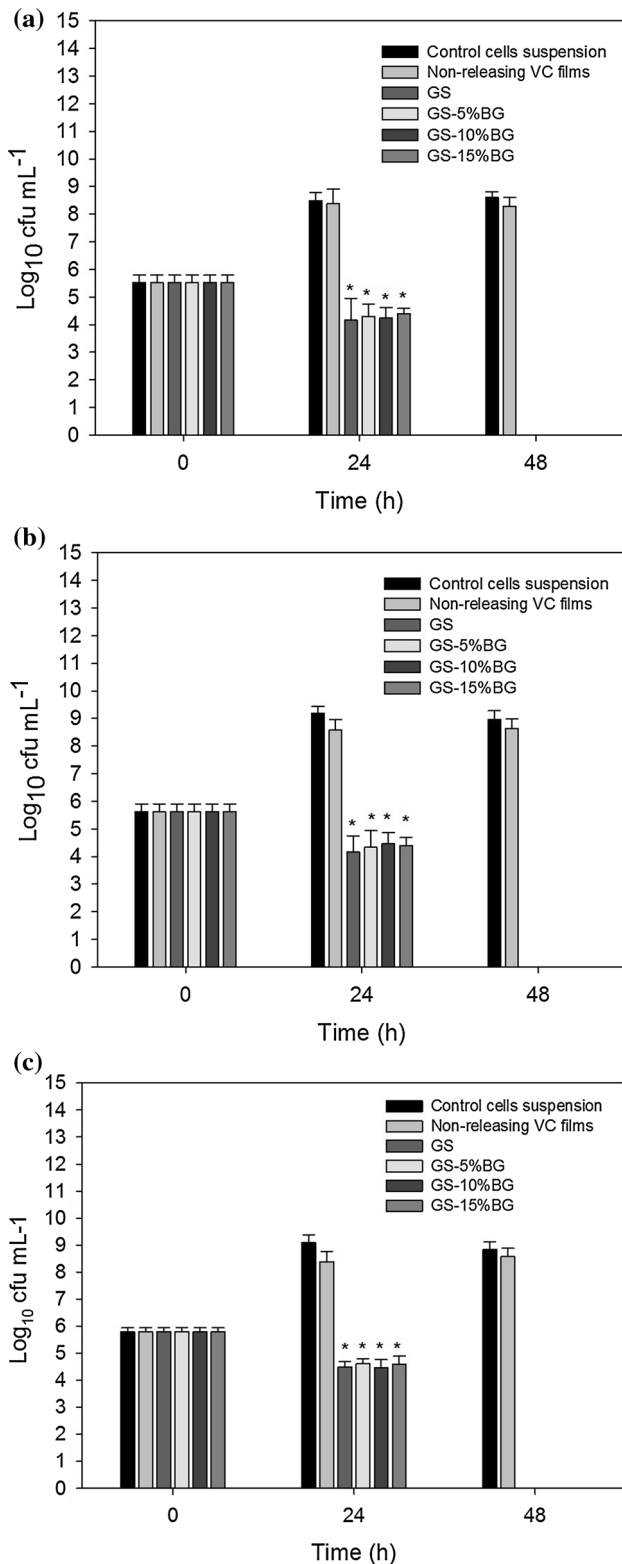 (a)
15
14
13
12
11
10
9
8
7
6
5
4
3
2
1
0
Log10 cfu mL-1
Control cells suspension
Non-releasing VC films
GS
GS-5%BG
GS-10%BG
GS-15%BG
* * * *
0 24 48
Time (h)
(b)
15
14
13
12
11
10
9
8
7
6
5
4
3
2
1
0
Log10 cfu mL-1
Control cells suspension
Non-releasing VC films
GS
GS-5%BG
GS-10%BG
GS-15%BG
* * * *
0 24 48
Time (h)
(c)
15
14
13
12
11
10
9
8
7
6
5
4
3
2
1
0
Log10 cfu mL-1
Control cells suspension
Non-releasing VC films
GS
GS-5%BG
GS-10%BG
GS-15%BG
* * * *
0 24 48
Time (h)